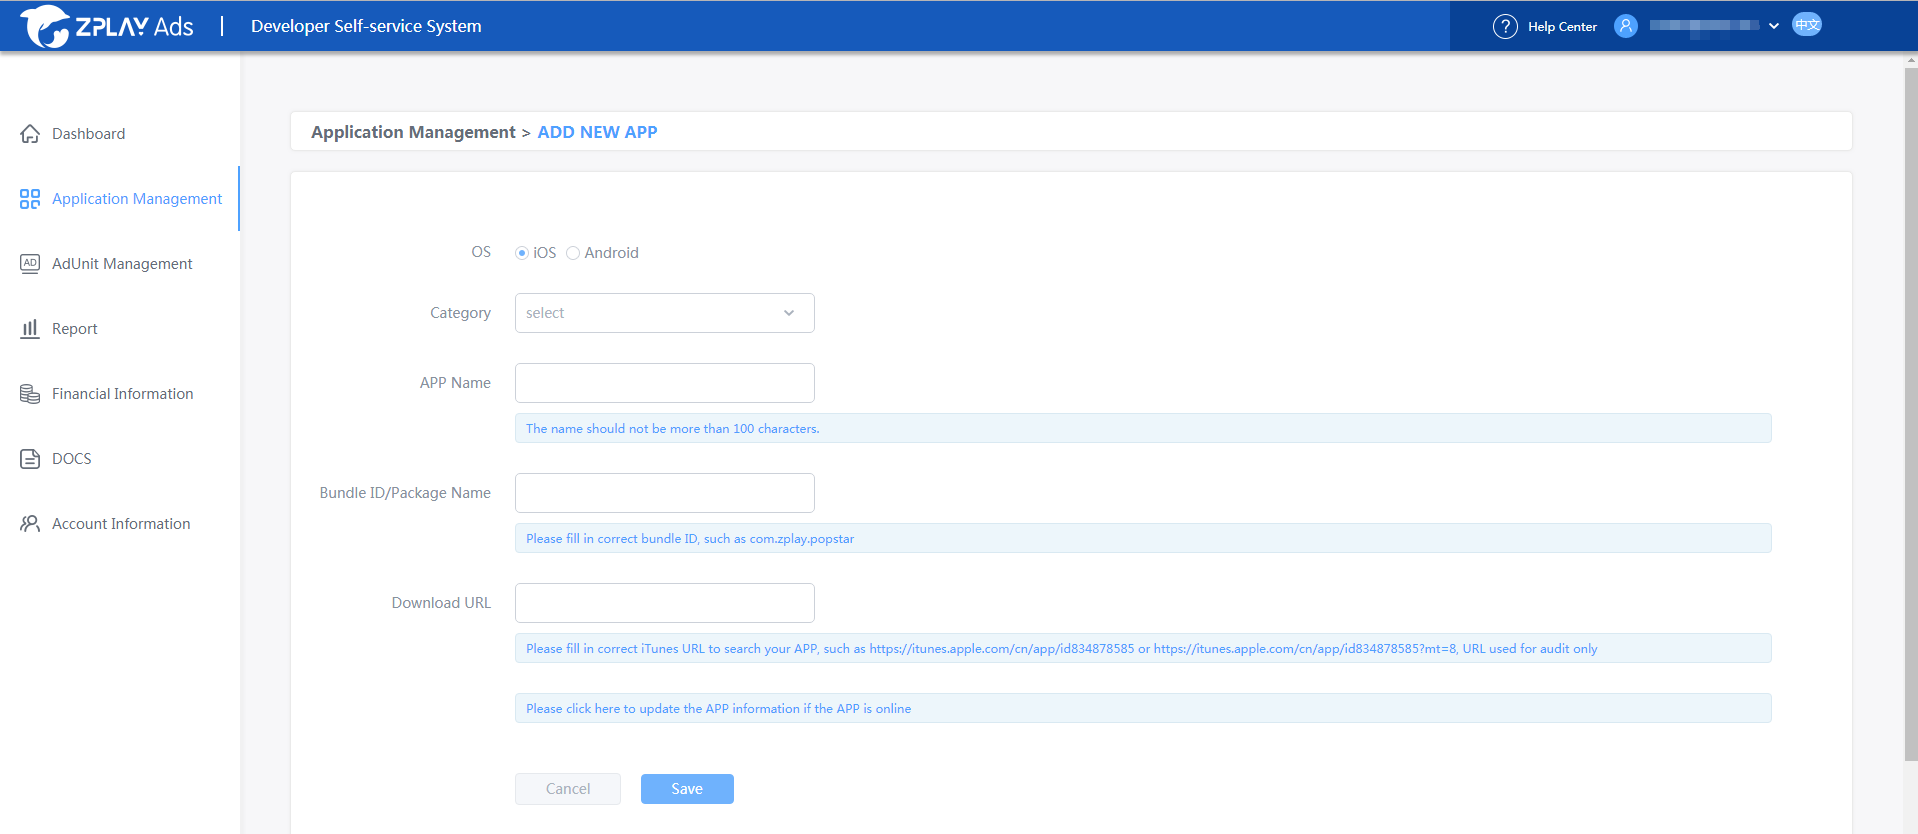 ZPLAY Ads | Developer Self-service System
? Help Center
中文
Dashboard
Application Management
AD AdUnit Management
Report
Financial Information
DOCS
Account Information
Application Management > ADD NEW APP
OS iOS Android
Category select
APP Name
The name should not be more than 100 characters.
Bundle ID/Package Name
Please fill in correct bundle ID, such as com.zplay.popstar
Download URL
Please fill in correct iTunes URL to search your APP, such as https://itunes.apple.com/cn/app/id834878585 or https://itunes.apple.com/cn/app/id834878585?mt=8, URL used for audit only
Please click here to update the APP information if the APP is online
Cancel Save